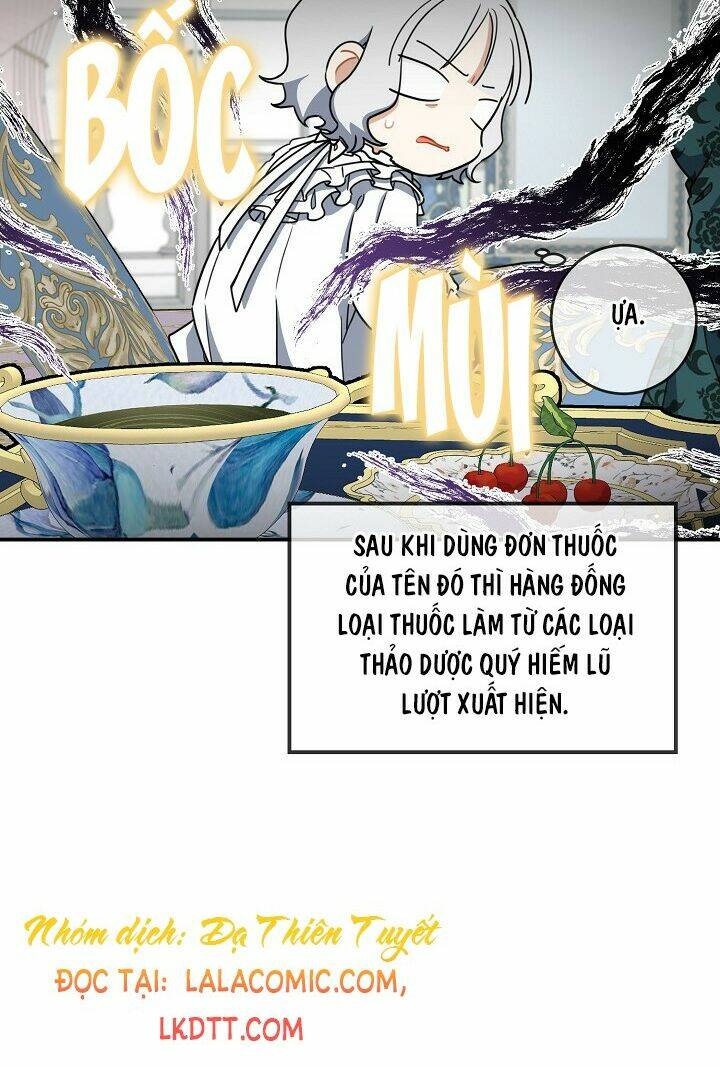 BỐC
MÙI
ỰA.
SAU KHI DÙNG ĐƠN THUỐC
CỦA TÊN ĐÓ THÌ HÀNG ĐỐNG
LOẠI THUỐC LÀM TỪ CÁC LOẠI
THẢO DƯỢC QUÝ HIẾM LŨ
LƯỢT XUẤT HIỆN.
Nhóm dịch: Dạ Thiên Tuyết
ĐỌC TẠI: LALACOMIC.COM,
LKDTT.COM